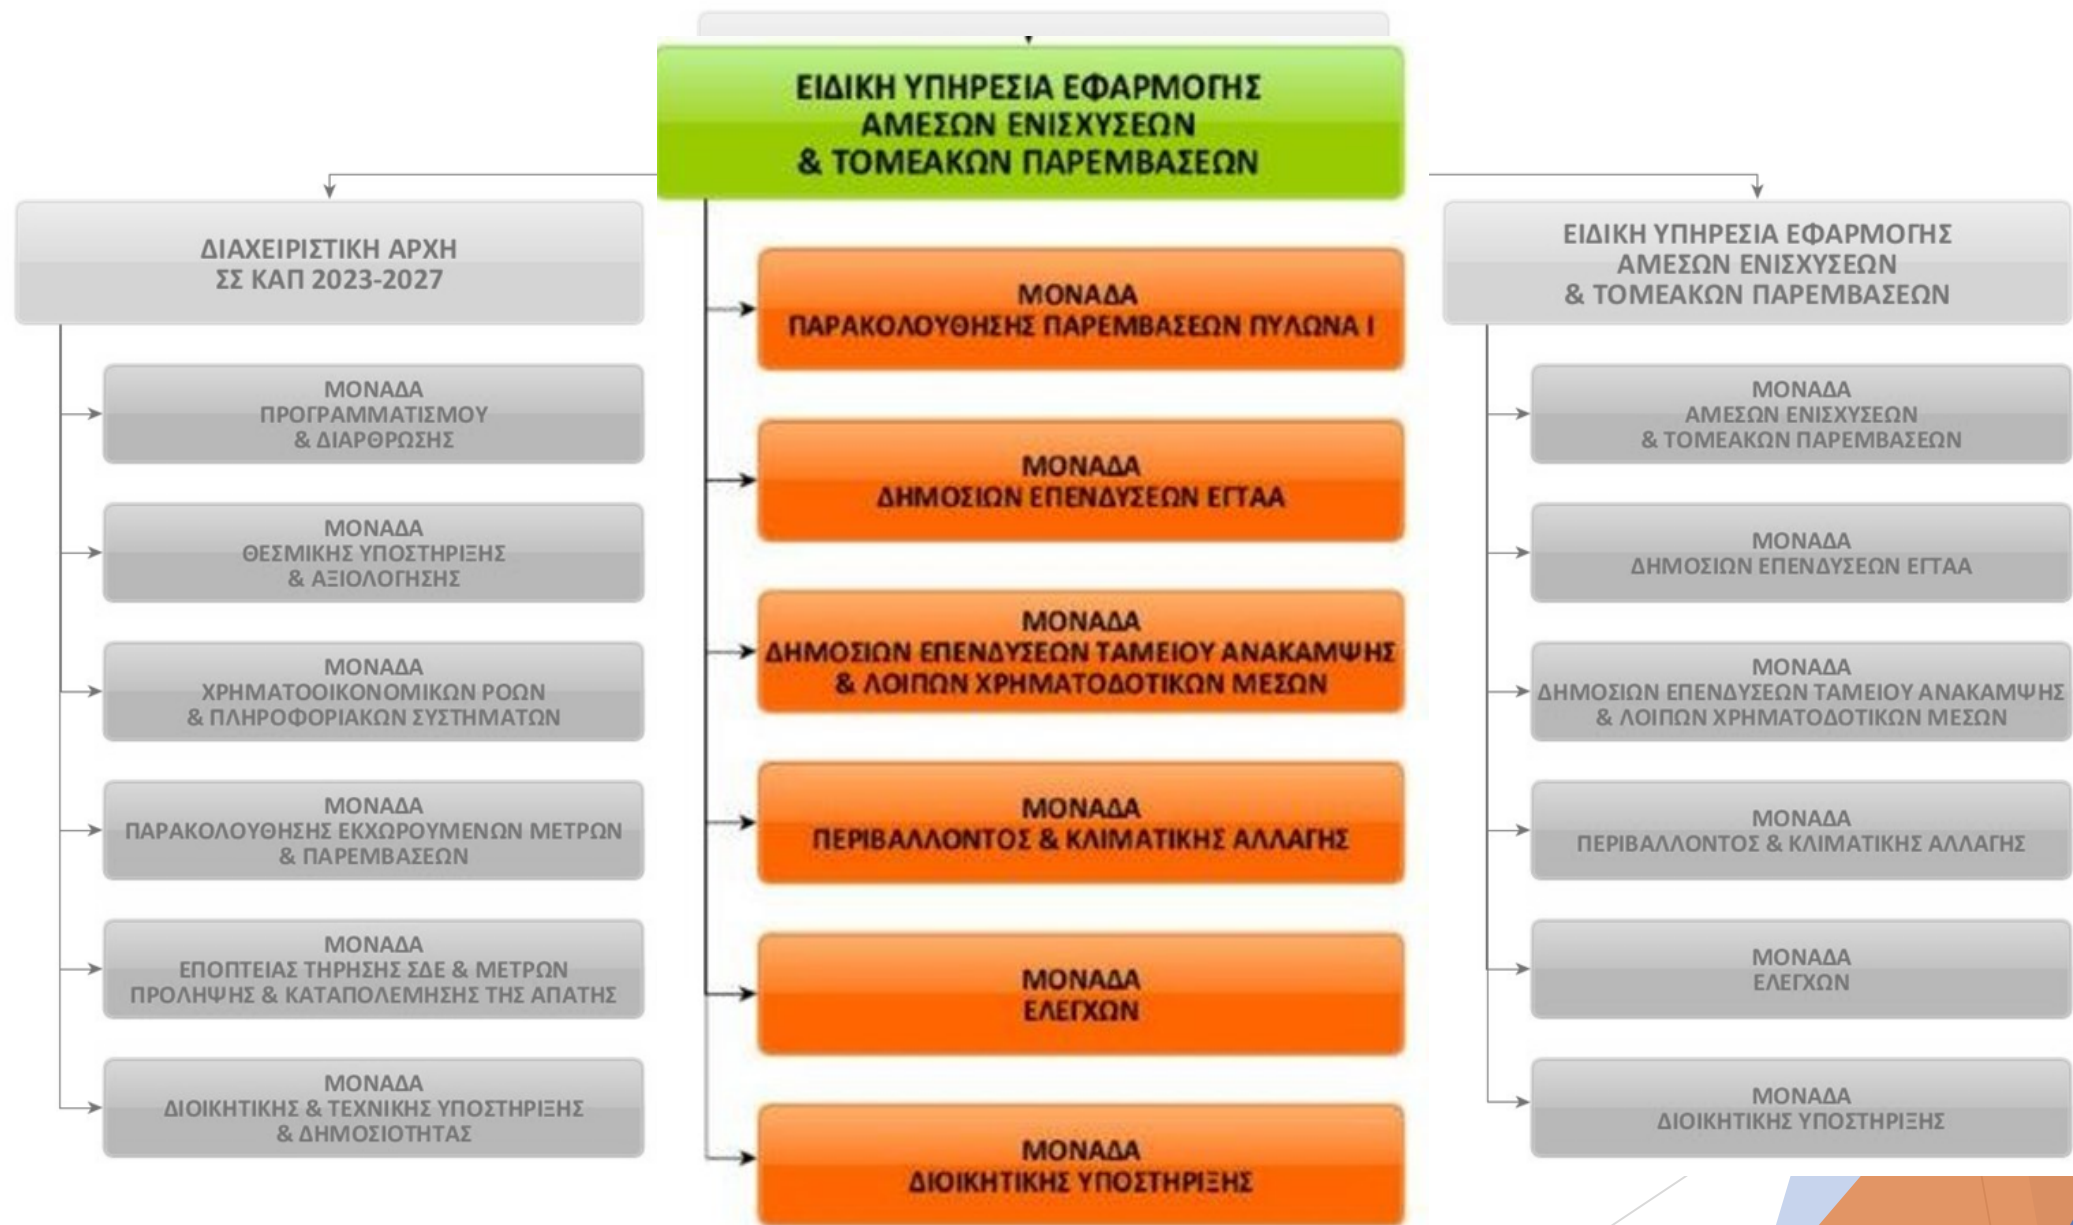 ΕΙΔΙΚΗ ΥΠΗΡΕΣΙΑ ΕΦΑΡΜΟΓΗΣ
ΑΜΕΣΩΝ ΕΝΙΣΧΥΣΕΩΝ
& ΤΟΜΕΑΚΩΝ ΠΑΡΕΜΒΑΣΕΩΝ
ΔΙΑΧΕΙΡΙΣΤΙΚΗ ΑΡΧΗ
ΣΣ ΚΑΠ 2023-2027
ΜΟΝΑΔΑ
ΠΡΟΓΡΑΜΜΑΤΙΣΜΟΥ
& ΔΙΑΡΘΡΩΣΗΣ
ΜΟΝΑΔΑ
ΘΕΣΜΙΚΗΣ ΥΠΟΣΤΗΡΙΞΗΣ
& ΑΞΙΟΛΟΓΗΣΗΣ
ΜΟΝΑΔΑ
ΧΡΗΜΑΤΟΟΙΚΟΝΟΜΙΚΩΝ ΡΟΩΝ
& ΠΛΗΡΟΦΟΡΙΑΚΩΝ ΣΥΣΤΗΜΑΤΩΝ
ΜΟΝΑΔΑ
ΠΑΡΑΚΟΛΟΥΘΗΣΗΣ ΕΚΧΩΡΟΥΜΕΝΩΝ ΜΕΤΡΩΝ
& ΠΑΡΕΜΒΑΣΕΩΝ
ΜΟΝΑΔΑ
ΕΠΟΠΤΕΙΑΣ ΤΗΡΗΣΗΣ ΣΔΕ & ΜΕΤΡΩΝ
ΠΡΟΛΗΨΗΣ & ΚΑΤΑΠΟΛΕΜΗΣΗΣ ΤΗΣ ΑΠΑΤΗΣ
ΜΟΝΑΔΑ
ΔΙΟΙΚΗΤΙΚΗΣ & ΤΕΧΝΙΚΗΣ ΥΠΟΣΤΗΡΙΞΗΣ
& ΔΗΜΟΣΙΟΤΗΤΑΣ
ΜΟΝΑΔΑ
ΠΑΡΑΚΟΛΟΥΘΗΣΗΣ ΠΑΡΕΜΒΑΣΕΩΝ ΠΥΛΩΝΑ Ι
ΜΟΝΑΔΑ
ΔΗΜΟΣΙΩΝ ΕΠΕΝΔΥΣΕΩΝ ΕΓΤΑΑ
ΜΟΝΑΔΑ
ΔΗΜΟΣΙΩΝ ΕΠΕΝΔΥΣΕΩΝ ΤΑΜΕΙΟΥ ΑΝΑΚΑΜΨΗΣ
& ΛΟΙΠΩΝ ΧΡΗΜΑΤΟΔΟΤΙΚΩΝ ΜΕΣΩΝ
ΜΟΝΑΔΑ
ΠΕΡΙΒΑΛΛΟΝΤΟΣ & ΚΛΙΜΑΤΙΚΗΣ ΑΛΛΑΓΗΣ
ΜΟΝΑΔΑ
ΕΛΕΓΧΩΝ
ΜΟΝΑΔΑ
ΔΙΟΙΚΗΤΙΚΗΣ ΥΠΟΣΤΗΡΙΞΗΣ
ΕΙΔΙΚΗ ΥΠΗΡΕΣΙΑ ΕΦΑΡΜΟΓΗΣ
ΑΜΕΣΩΝ ΕΝΙΣΧΥΣΕΩΝ
& ΤΟΜΕΑΚΩΝ ΠΑΡΕΜΒΑΣΕΩΝ
ΜΟΝΑΔΑ
ΑΜΕΣΩΝ ΕΝΙΣΧΥΣΕΩΝ
& ΤΟΜΕΑΚΩΝ ΠΑΡΕΜΒΑΣΕΩΝ
ΜΟΝΑΔΑ
ΔΗΜΟΣΙΩΝ ΕΠΕΝΔΥΣΕΩΝ ΕΓΤΑΑ
ΜΟΝΑΔΑ
ΔΗΜΟΣΙΩΝ ΕΠΕΝΔΥΣΕΩΝ ΤΑΜΕΙΟΥ ΑΝΑΚΑΜΨΗΣ
& ΛΟΙΠΩΝ ΧΡΗΜΑΤΟΔΟΤΙΚΩΝ ΜΕΣΩΝ
ΜΟΝΑΔΑ
ΠΕΡΙΒΑΛΛΟΝΤΟΣ & ΚΛΙΜΑΤΙΚΗΣ ΑΛΛΑΓΗΣ
ΜΟΝΑΔΑ
ΕΛΕΓΧΩΝ
ΜΟΝΑΔΑ
ΔΙΟΙΚΗΤΙΚΗΣ ΥΠΟΣΤΗΡΙΞΗΣ